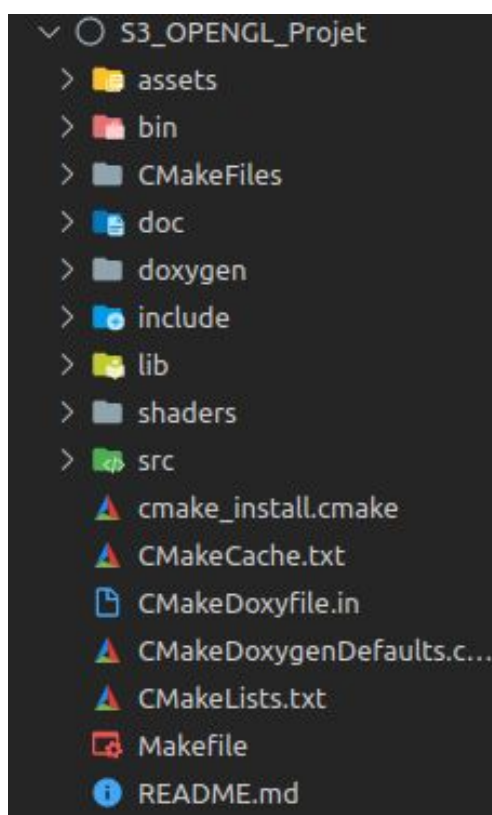 S3_OPENGL_Projet
assets
bin
CMakeFiles
doc
doxygen
include
lib
shaders
src
cmake_install.cmake
CMakeCache.txt
CMakeDoxyfile.in
CMakeDoxygenDefaults.c...
CMakeLists.txt
Makefile
README.md